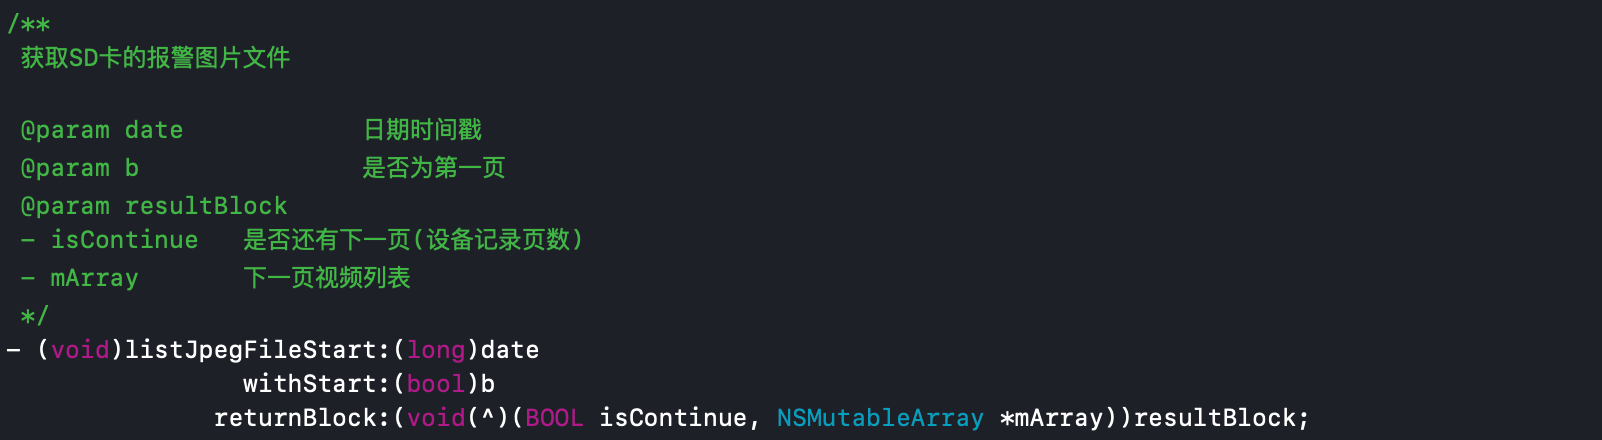 /**
获取SD卡的报警图片文件
@param date 日期时间戳
@param b 是否为第一页
@param resultBlock
- isContinue 是否还有下一页(设备记录页数)
- mArray 下一页视频列表
*/
- (void)listJpegFileStart:(long)date
withStart:(bool)b
returnBlock:(void(^)(BOOL isContinue, NSMutableArray *mArray))resultBlock;